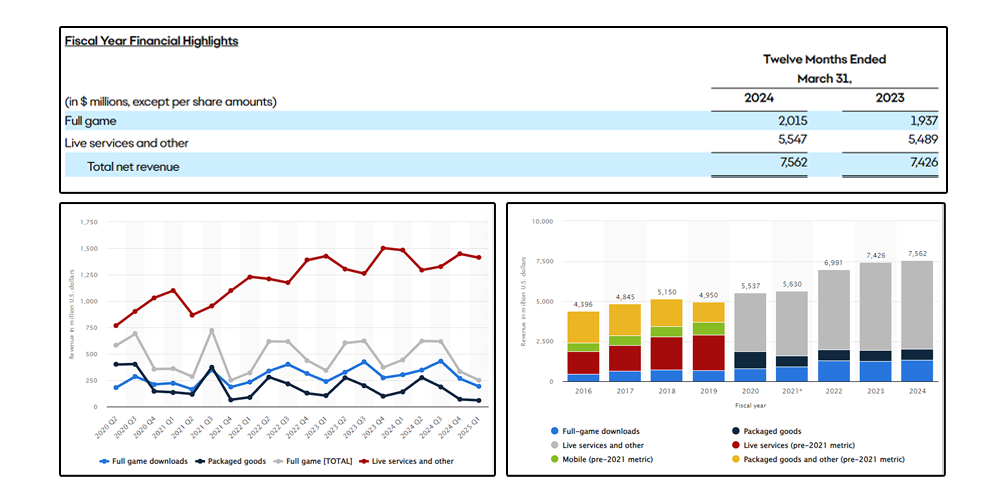 Fiscal Year Financial Highlights
Twelve Months Ended
March 31,
(in $ millions, except per share amounts) 2024 2023
Full game 2,015 1,937
Live services and other 5,547 5,489
Total net revenue 7,562 7,426
Revenue in million U.S. dollars
1,750
1,500
1,250
1,000
750
500
250
0
2020 Q2 2020 Q3 2020 Q4 2021 Q1 2021 Q2 2021 Q3 2021 Q4 2022 Q1 2022 Q2 2022 Q3 2022 Q4 2023 Q1 2023 Q2 2023 Q3 2023 Q4 2024 Q1 2024 Q2 2024 Q3 2024 Q4 2023 Q1
Full game downloads Packaged goods Full game [TOTAL] Live services and other
Revenue in million U.S. dollars
10,000
7,500
5,000
2,500
0
4,396 4,845 5,150 4,950 5,537 5,630 6,991 7,426 7,562
2016 2017 2018 2019 2020 2021* 2022 2023 2024
Fiscal year
Full-game downloads Packaged goods
Live services and other Live services (pre-2021 metric)
Mobile (pre-2021 metric) Packaged goods and other (pre-2021 metric)